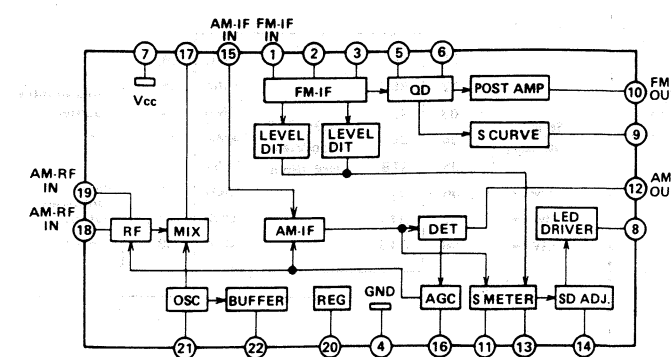 AM-IF FM-IF
IN IN
7 17 15 1 2 3 5 6
Vcc
FM-IF
QD
POST AMP
10
FM
OU
LEVEL
DIT
LEVEL
DIT
S CURVE
9
AM-RF
IN
19
12
AM
OU
AM-RF
IN
18
RF
MIX
AM-IF
DET
LED
DRIVER
8
OSC
BUFFER
REG
GND
AGC
S METER
SD ADJ.
21 22 20 4 16 11 13 14